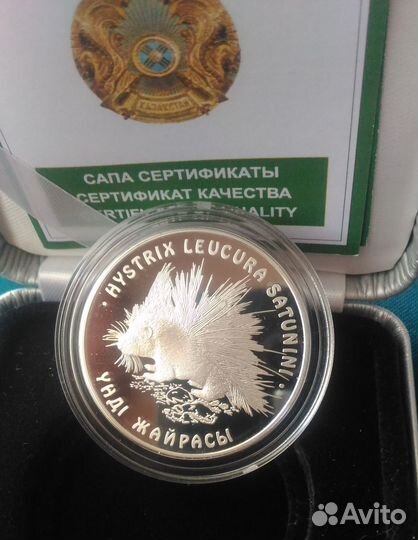 ҚАЗАҚСТАН
САПА СЕРТИФИКАТЫ
СЕРТИФИКАТ КАЧЕСТВА
· HYSTRIX LEUCURA SATUNINI ·
ҮНДІ ЖАЙРАСЫ
Avito